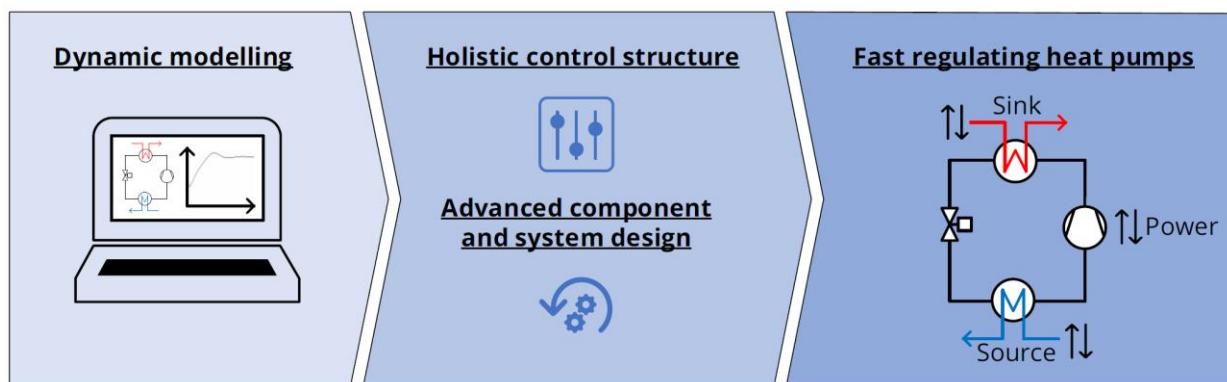 Dynamic modelling
Holistic control structure
Advanced component
and system design
Fast regulating heat pumps
Sink
Power
Source